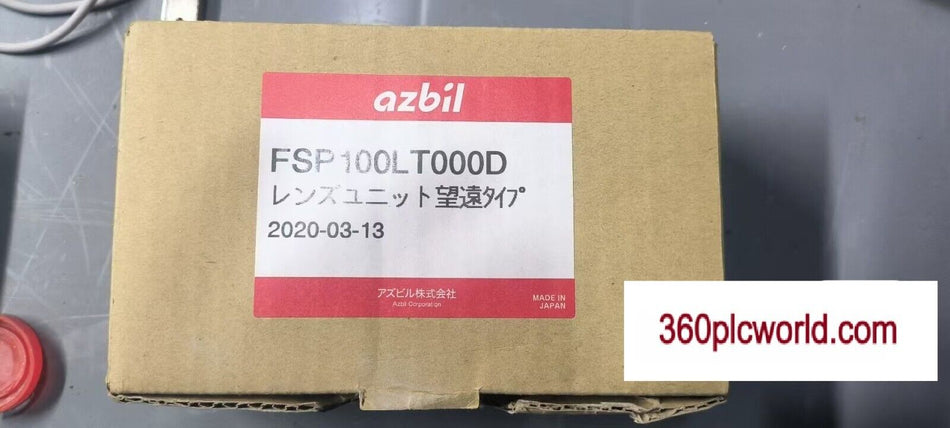 azbil
FSP100LT000D
レンズユニット望遠ﾀｲﾌﾟ
2020-03-13
アズビル株式会社
Azbil Corporation
MADE IN
JAPAN
360plcworld.com